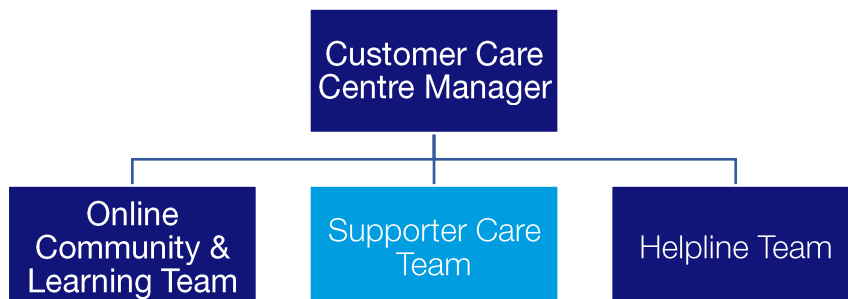 Customer Care
Centre Manager
Online
Community &
Learning Team
Supporter Care
Team
Helpline Team